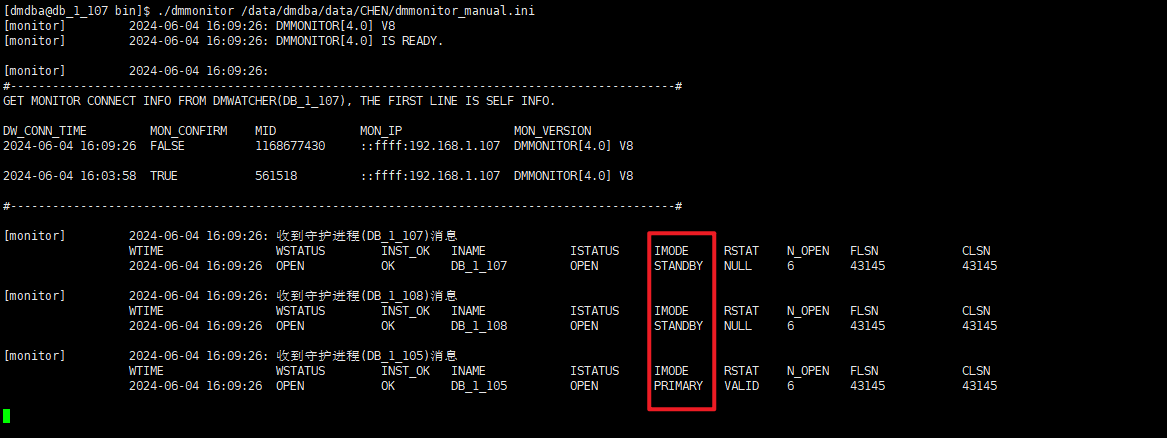 [dmdba@db_1_107 bin]$ ./dmmonitor /data/dmdba/data/CHEN/dmmonitor_manual.ini
[monitor]         2024-06-04 16:09:26: DMMONITOR[4.0] V8
[monitor]         2024-06-04 16:09:26: DMMONITOR[4.0] IS READY.
[monitor]         2024-06-04 16:09:26:
#-----------------------------------------------------------------------------------------------#
GET MONITOR CONNECT INFO FROM DMWATCHER(DB_1_107), THE FIRST LINE IS SELF INFO.
DW_CONN_TIME         MON_CONFIRM    MID            MON_IP                MON_VERSION
2024-06-04 16:09:26  FALSE          1168677430     ::ffff:192.168.1.107  DMMONITOR[4.0] V8
2024-06-04 16:03:58  TRUE           561518         ::ffff:192.168.1.107  DMMONITOR[4.0] V8
#-----------------------------------------------------------------------------------------------#
[monitor]         2024-06-04 16:09:26: 收到守护进程(DB_1_107)消息
WTIME                WSTATUS        INST_OK   INAME            ISTATUS     IMODE     RSTAT    N_OPEN   FLSN            CLSN
2024-06-04 16:09:26  OPEN           OK        DB_1_107         OPEN        STANDBY   NULL     6        43145           43145
[monitor]         2024-06-04 16:09:26: 收到守护进程(DB_1_108)消息
WTIME                WSTATUS        INST_OK   INAME            ISTATUS     IMODE     RSTAT    N_OPEN   FLSN            CLSN
2024-06-04 16:09:26  OPEN           OK        DB_1_108         OPEN        STANDBY   NULL     6        43145           43145
[monitor]         2024-06-04 16:09:26: 收到守护进程(DB_1_105)消息
WTIME                WSTATUS        INST_OK   INAME            ISTATUS     IMODE     RSTAT    N_OPEN   FLSN            CLSN
2024-06-04 16:09:26  OPEN           OK        DB_1_105         OPEN        PRIMARY   VALID    6        43145           43145